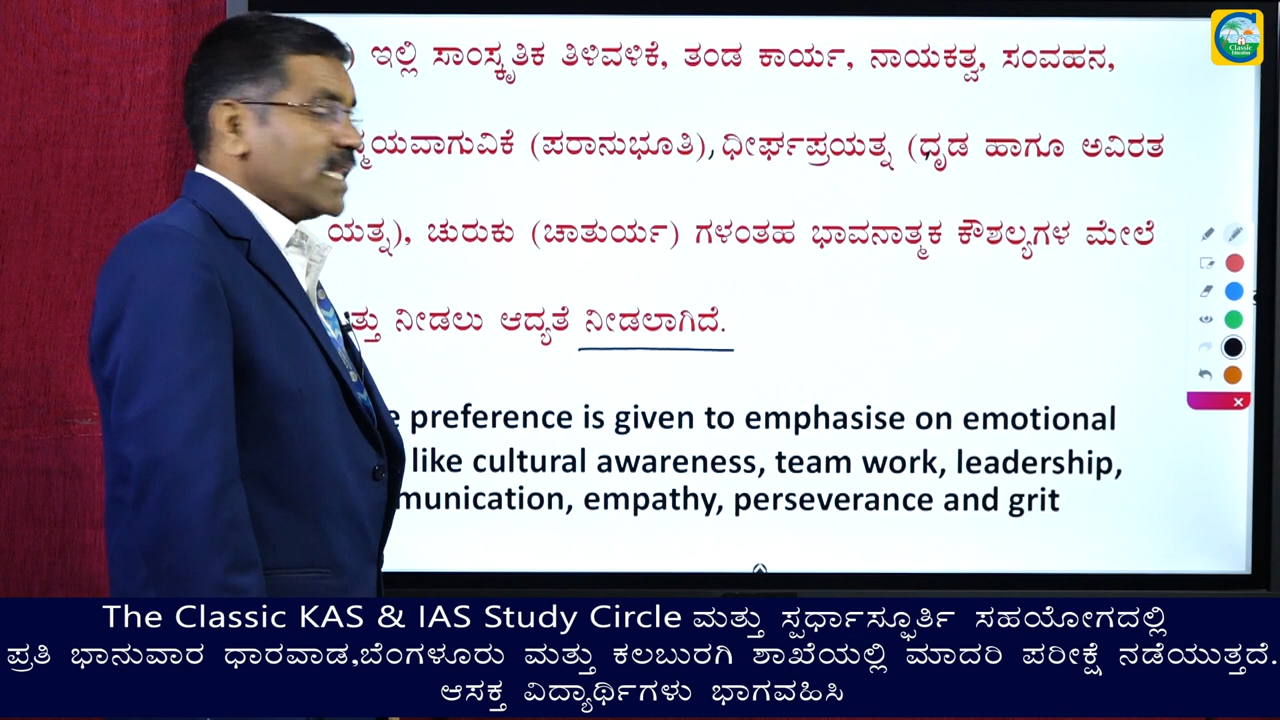 ಇಲ್ಲಿ ಸಾಂಸ್ಕೃತಿಕ ತಿಳಿವಳಿಕೆ, ತಂಡ ಕಾರ್ಯ, ನಾಯಕತ್ವ, ಸಂವಹನ,
(ಪರಾನುಭೂತಿ), ಧೀರ್ಘಪ್ರಯತ್ನ (ಧೃಡ ಹಾಗೂ ಅವಿರತ
ಯತ್ನ), ಚುರುಕು (ಚಾತುರ್ಯ) ಗಳಂತಹ ಭಾವನಾತ್ಮಕ ಕೌಶಲ್ಯಗಳ ಮೇಲೆ
ನೀಡಲು ಆದ್ಯತೆ ನೀಡಲಾಗಿದೆ.
preference is given to emphasise on emotional
like cultural awareness, team work, leadership,
munication, empathy, perseverance and grit
Classic
Education
The Classic KAS & IAS Study Circle ಮತ್ತು ಸ್ಪರ್ಧಾಸ್ಫೂರ್ತಿ ಸಹಯೋಗದಲ್ಲಿ
ಪ್ರತಿ ಭಾನುವಾರ ಧಾರವಾಡ,ಬೆಂಗಳೂರು ಮತ್ತು ಕಲಬುರಗಿ ಶಾಖೆಯಲ್ಲಿ ಮಾದರಿ ಪರೀಕ್ಷೆ ನಡೆಯುತ್ತದೆ.
ಆಸಕ್ತ ವಿದ್ಯಾರ್ಥಿಗಳು ಭಾಗವಹಿಸಿ